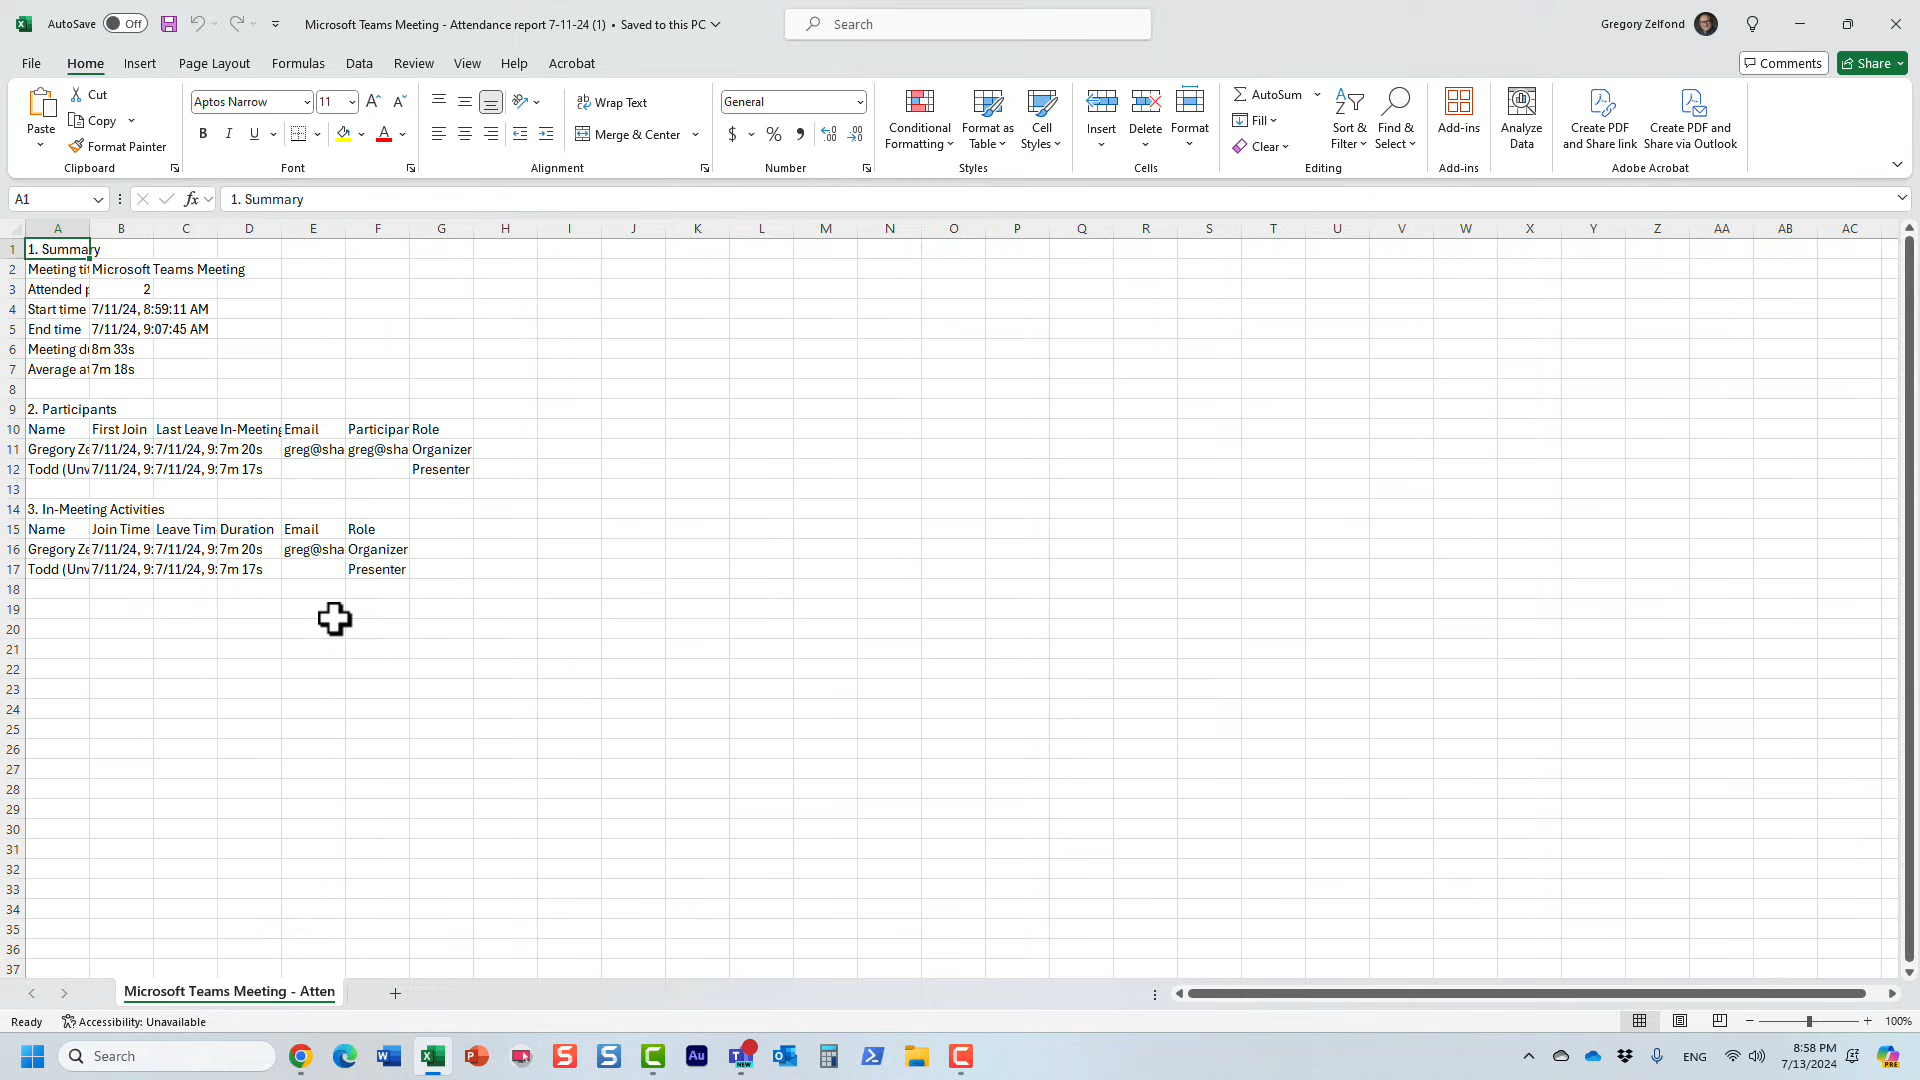 AutoSave Off Microsoft Teams Meeting - Attendance report 7-11-24 (1) • Saved to this PC Search Gregory Zelfond
File Home Insert Page Layout Formulas Data Review View Help Acrobat Comments Share
Paste Cut Copy Format Painter Clipboard
Aptos Narrow 11 B I U A Font
Wrap Text Merge & Center Alignment
General $ % Number
Conditional Formatting Format as Table Cell Styles Styles
Insert Delete Format Cells
AutoSum Fill Clear Sort & Filter Find & Select Editing
Add-ins Add-ins
Analyze Data
Create PDF and Share link Create PDF and Share via Outlook Adobe Acrobat
A1 fx 1. Summary
A B C D E F G H I J K L M N O P Q R S T U V W X Y Z AA AB AC
1 1. Summary
2 Meeting tit Microsoft Teams Meeting
3 Attended p 2
4 Start time 7/11/24, 8:59:11 AM
5 End time 7/11/24, 9:07:45 AM
6 Meeting du 8m 33s
7 Average at 7m 18s
8
9 2. Participants
10 Name First Join Last Leave In-Meeting Email Participan Role
11 Gregory Ze 7/11/24, 9: 7/11/24, 9: 7m 20s greg@sha greg@sha Organizer
12 Todd (Unv 7/11/24, 9: 7/11/24, 9: 7m 17s Presenter
13
14 3. In-Meeting Activities
15 Name Join Time Leave Tim Duration Email Role
16 Gregory Ze 7/11/24, 9: 7/11/24, 9: 7m 20s greg@sha Organizer
17 Todd (Unv 7/11/24, 9: 7/11/24, 9: 7m 17s Presenter
18
19
20
21
22
23
24
25
26
27
28
29
30
31
32
33
34
35
36
37
Microsoft Teams Meeting - Atten
Ready Accessibility: Unavailable 100%
Search ENG 8:58 PM
7/13/2024